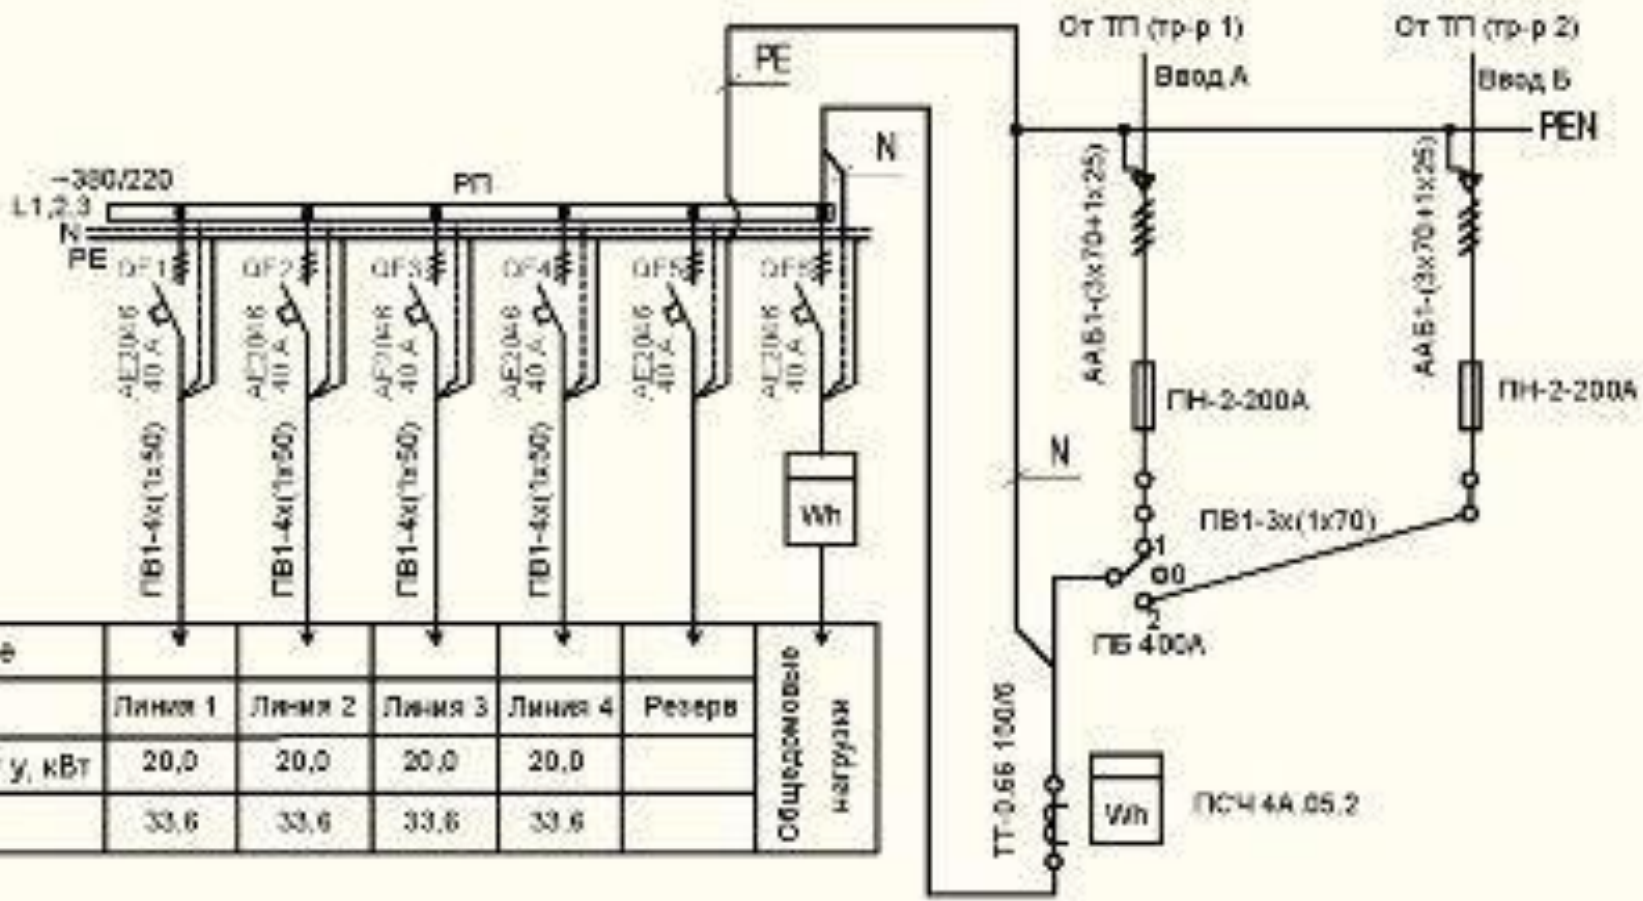 От ТП (тр-р 1)
От ТП (тр-р 2)
Ввод А
Ввод Б
PE
PEN
N
~380/220
РП
L1,2,3
N
PE
QF1
QF2
QF3
QF4
QF5
QF6
АЕ2046
40 А
АЕ2046
40 А
АЕ2046
40 А
АЕ2046
40 А
АЕ2046
40 А
АЕ2046
40 А
ААБ1-(3х70+1х25)
ААБ1-(3х70+1х25)
ПН-2-200А
ПН-2-200А
N
ПВ1-4х(1х50)
ПВ1-4х(1х50)
ПВ1-4х(1х50)
ПВ1-4х(1х50)
Wh
ПВ1-3х(1х70)
1
0
2
ПБ 400А
ТТ-0.66 100/5
Wh
ПСЧ 4А.05.2
Линия 1
Линия 2
Линия 3
Линия 4
Резерв
Общедомовые
нагрузки
у, кВт
20,0
20,0
20,0
20,0
33,6
33,6
33,6
33,6